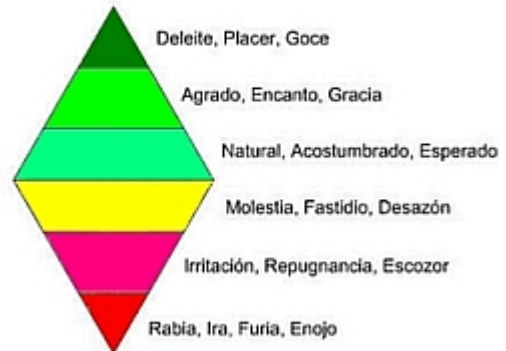 Deleite, Placer, Goce
Agrado, Encanto, Gracia
Natural, Acostumbrado, Esperado
Molestia, Fastidio, Desazón
Irritación, Repugnancia, Escozor
Rabia, Ira, Furia, Enojo